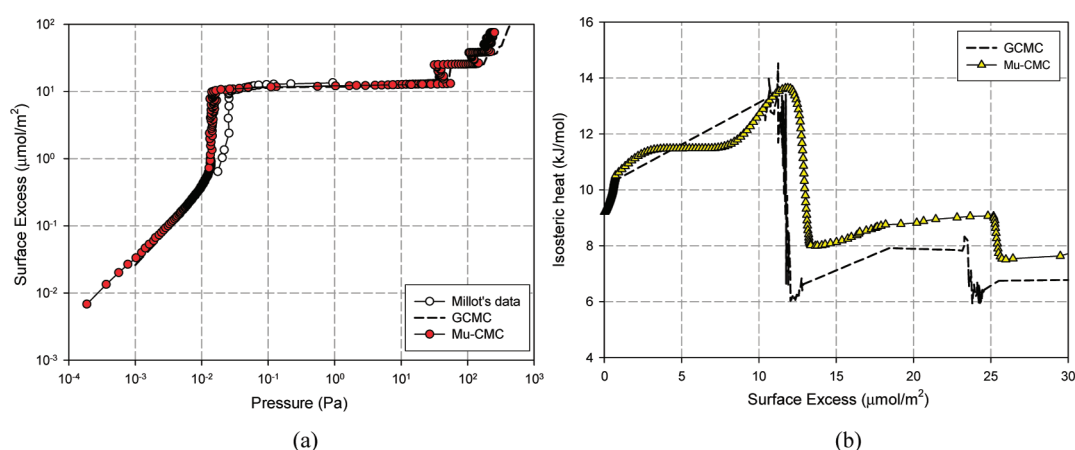 10²
10¹
10⁰
10⁻¹
10⁻²
10⁻³
Surface Excess (μmol/m²)
Millot's data
GCMC
Mu-CMC
10⁻⁴ 10⁻³ 10⁻² 10⁻¹ 10⁰ 10¹ 10² 10³
Pressure (Pa)
(a)
16
14
12
10
8
6
4
Isosteric heat (kJ/mol)
GCMC
Mu-CMC
0 5 10 15 20 25 30
Surface Excess (μmol/m²)
(b)